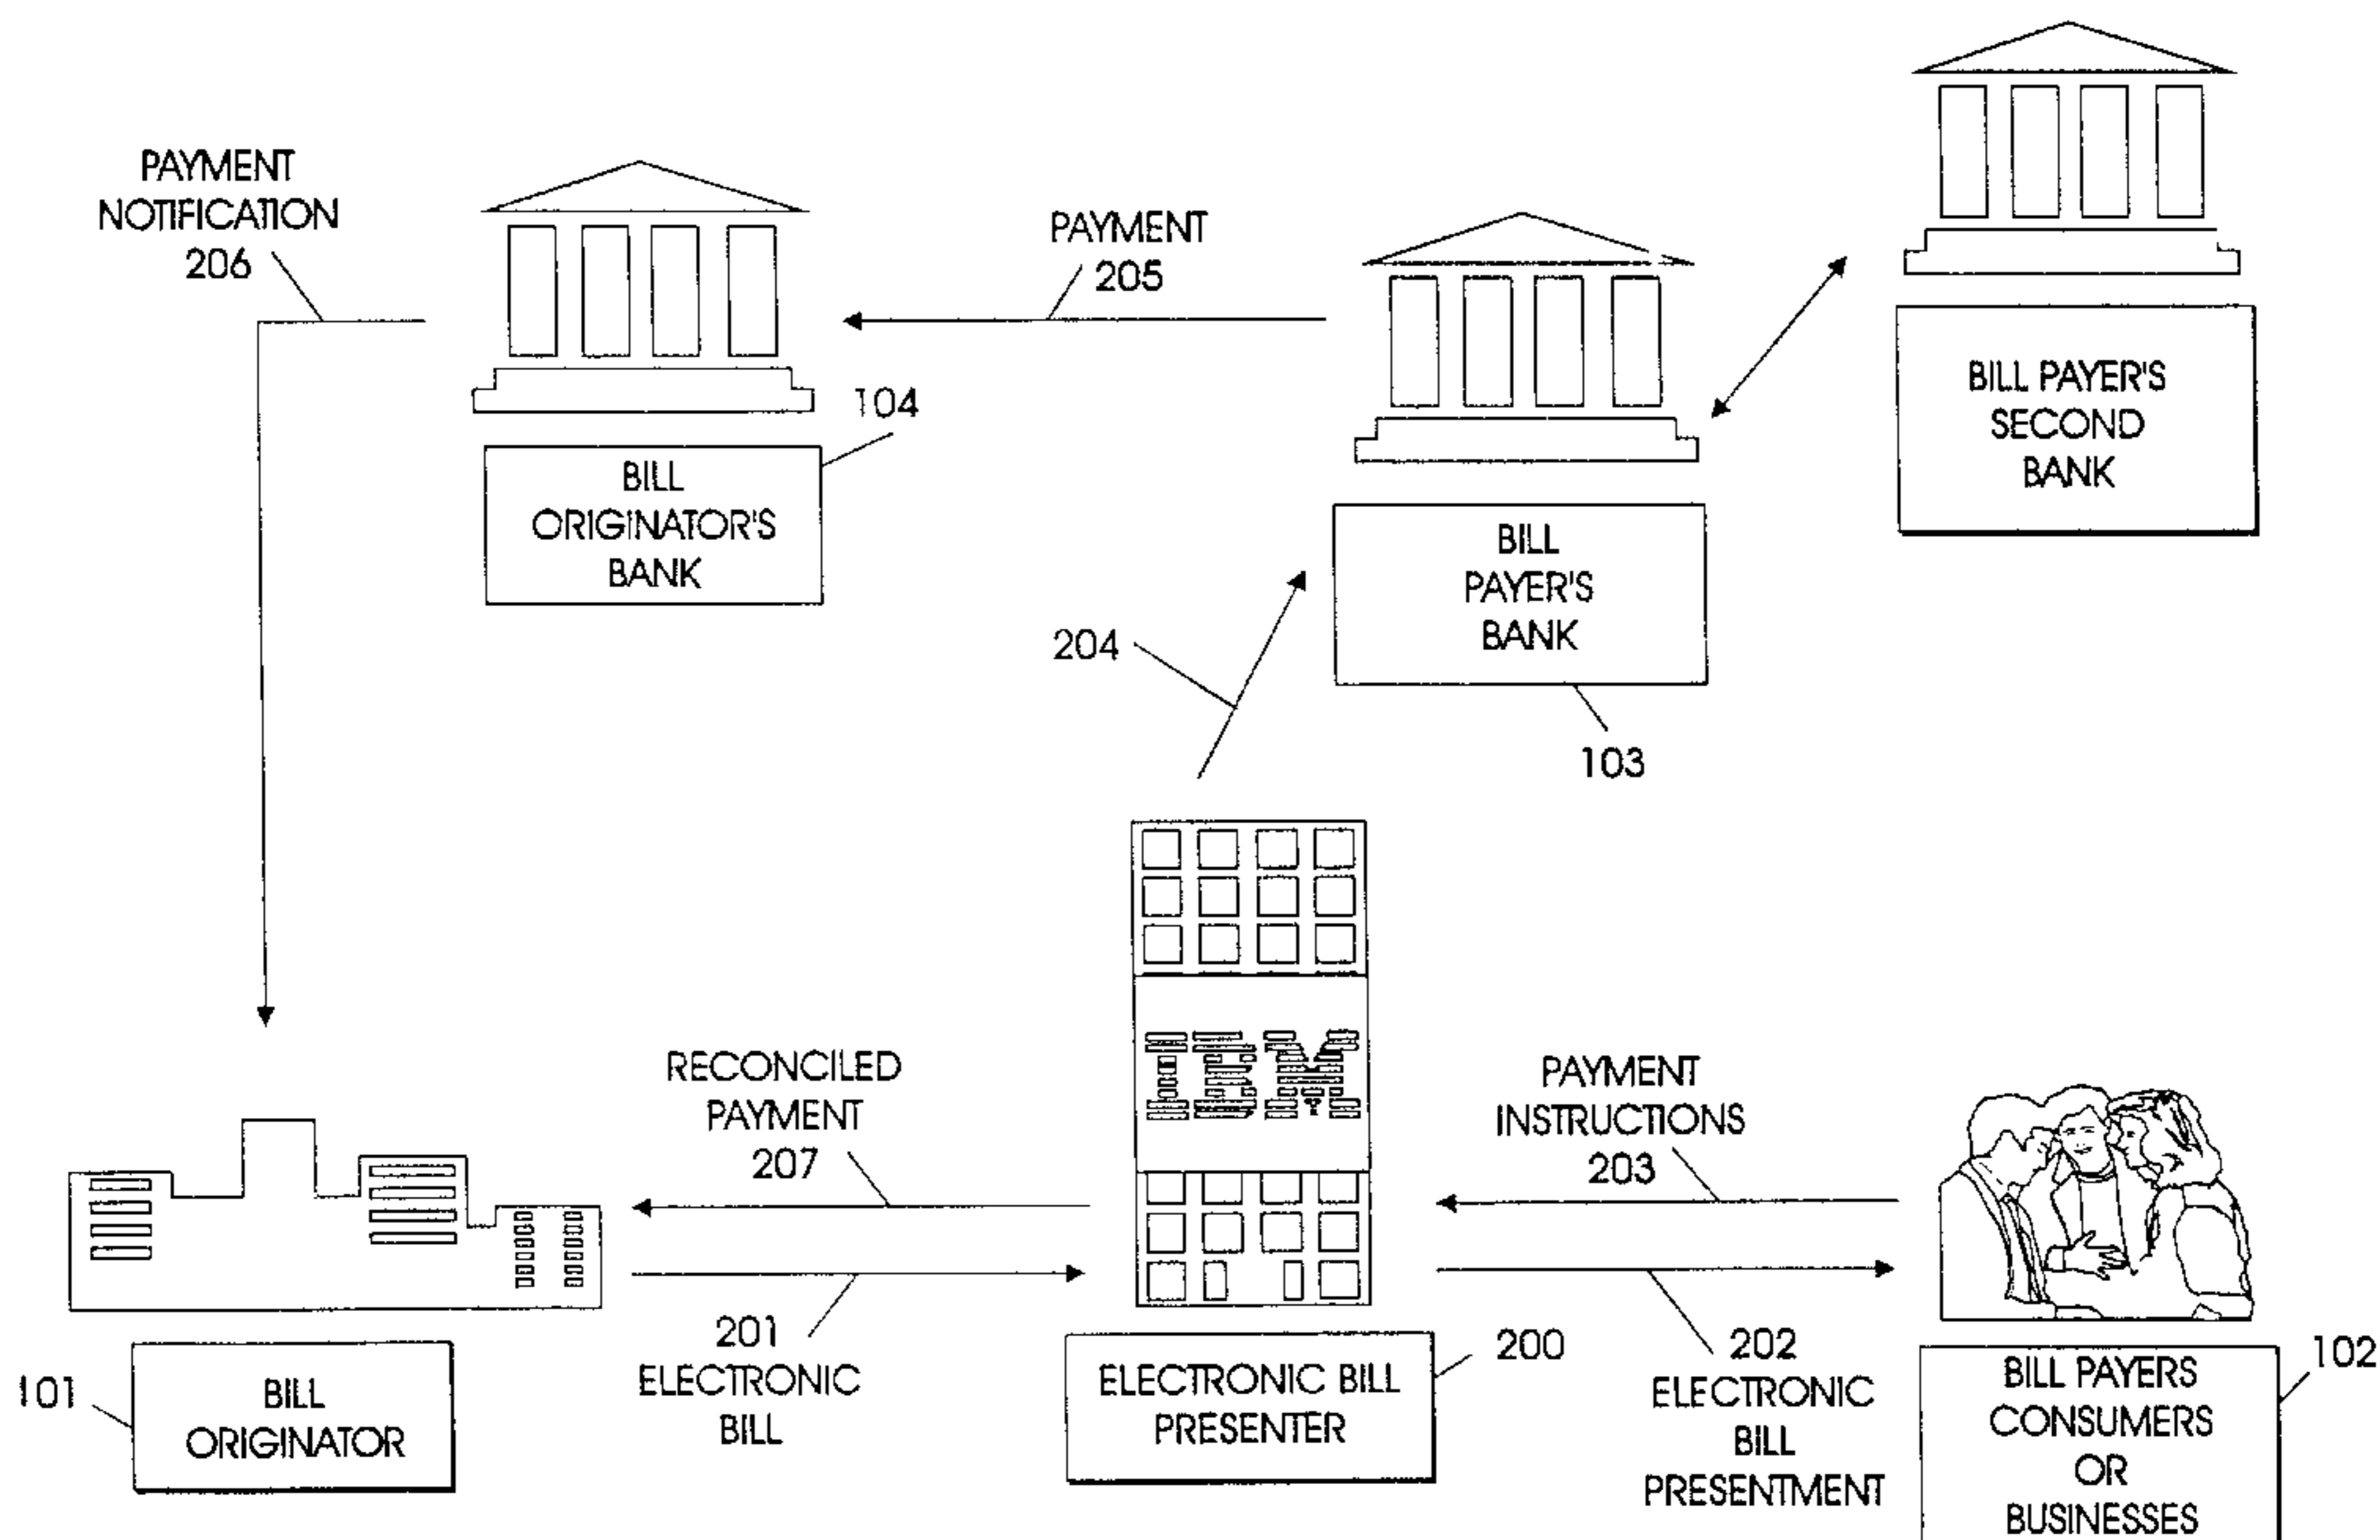 PAYMENT
NOTIFICATION
206
PAYMENT
205
104
BILL
ORIGINATOR'S
BANK
BILL PAYER'S
SECOND
BANK
BILL
PAYER'S
BANK
204
103
IBM
RECONCILED
PAYMENT
207
PAYMENT
INSTRUCTIONS
203
201
ELECTRONIC
BILL
101
BILL
ORIGINATOR
ELECTRONIC BILL
PRESENTER
200
202
ELECTRONIC
BILL
PRESENTMENT
102
BILL PAYERS
CONSUMERS
OR
BUSINESSES